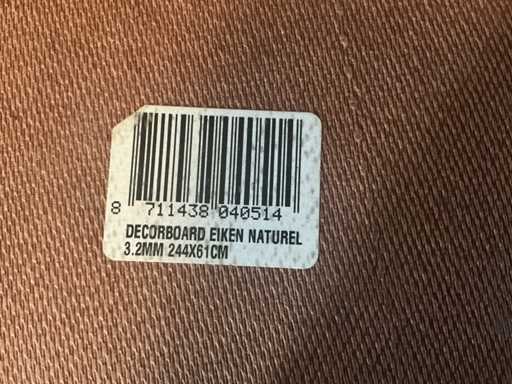 8 711438 040514
DECORBOARD EIKEN NATUREL
3.2MM 244X61CM